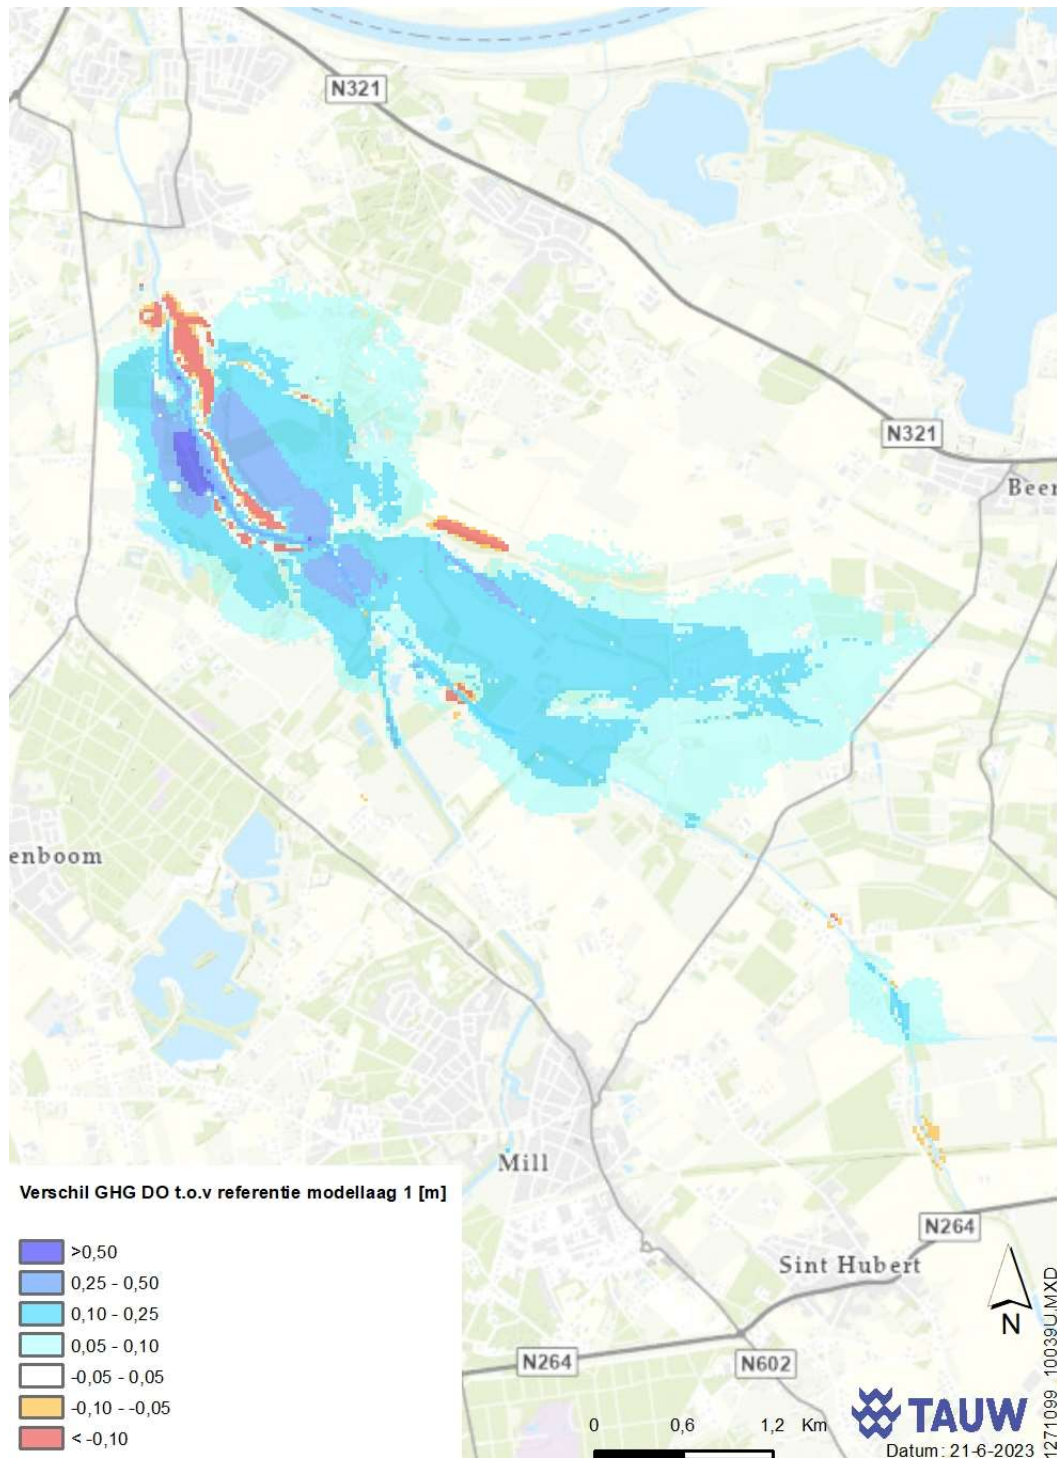 N321
N321
Beer
enboom
Mill
Verschil GHG DO t.o.v referentie modellaag 1 [m]
>0,50
0,25 - 0,50
0,10 - 0,25
0,05 - 0,10
-0,05 - 0,05
-0,10 - -0,05
< -0,10
N264
Sint Hubert
N
N264
N602
0 0,6 1,2 Km
TAUW
Datum: 21-6-2023
1271099_10039U.MXD